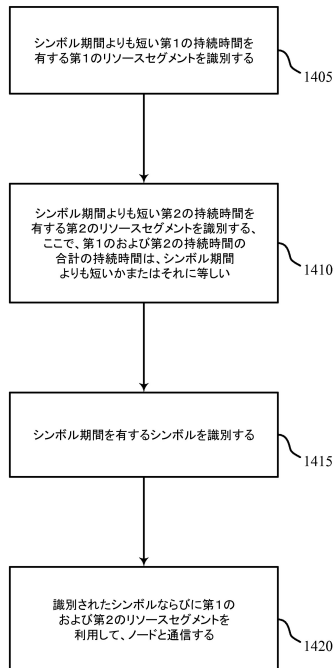 シンボル期間よりも短い第1の持続時間を
有する第1のリソースセグメントを識別する
1405
シンボル期間よりも短い第2の持続時間を
有する第2のリソースセグメントを識別する、
ここで、第1のおよび第2の持続時間の
合計の持続時間は、シンボル期間
よりも短いかまたはそれに等しい
1410
シンボル期間を有するシンボルを識別する
1415
識別されたシンボルならびに第1の
および第2のリソースセグメントを
利用して、ノードと通信する
1420